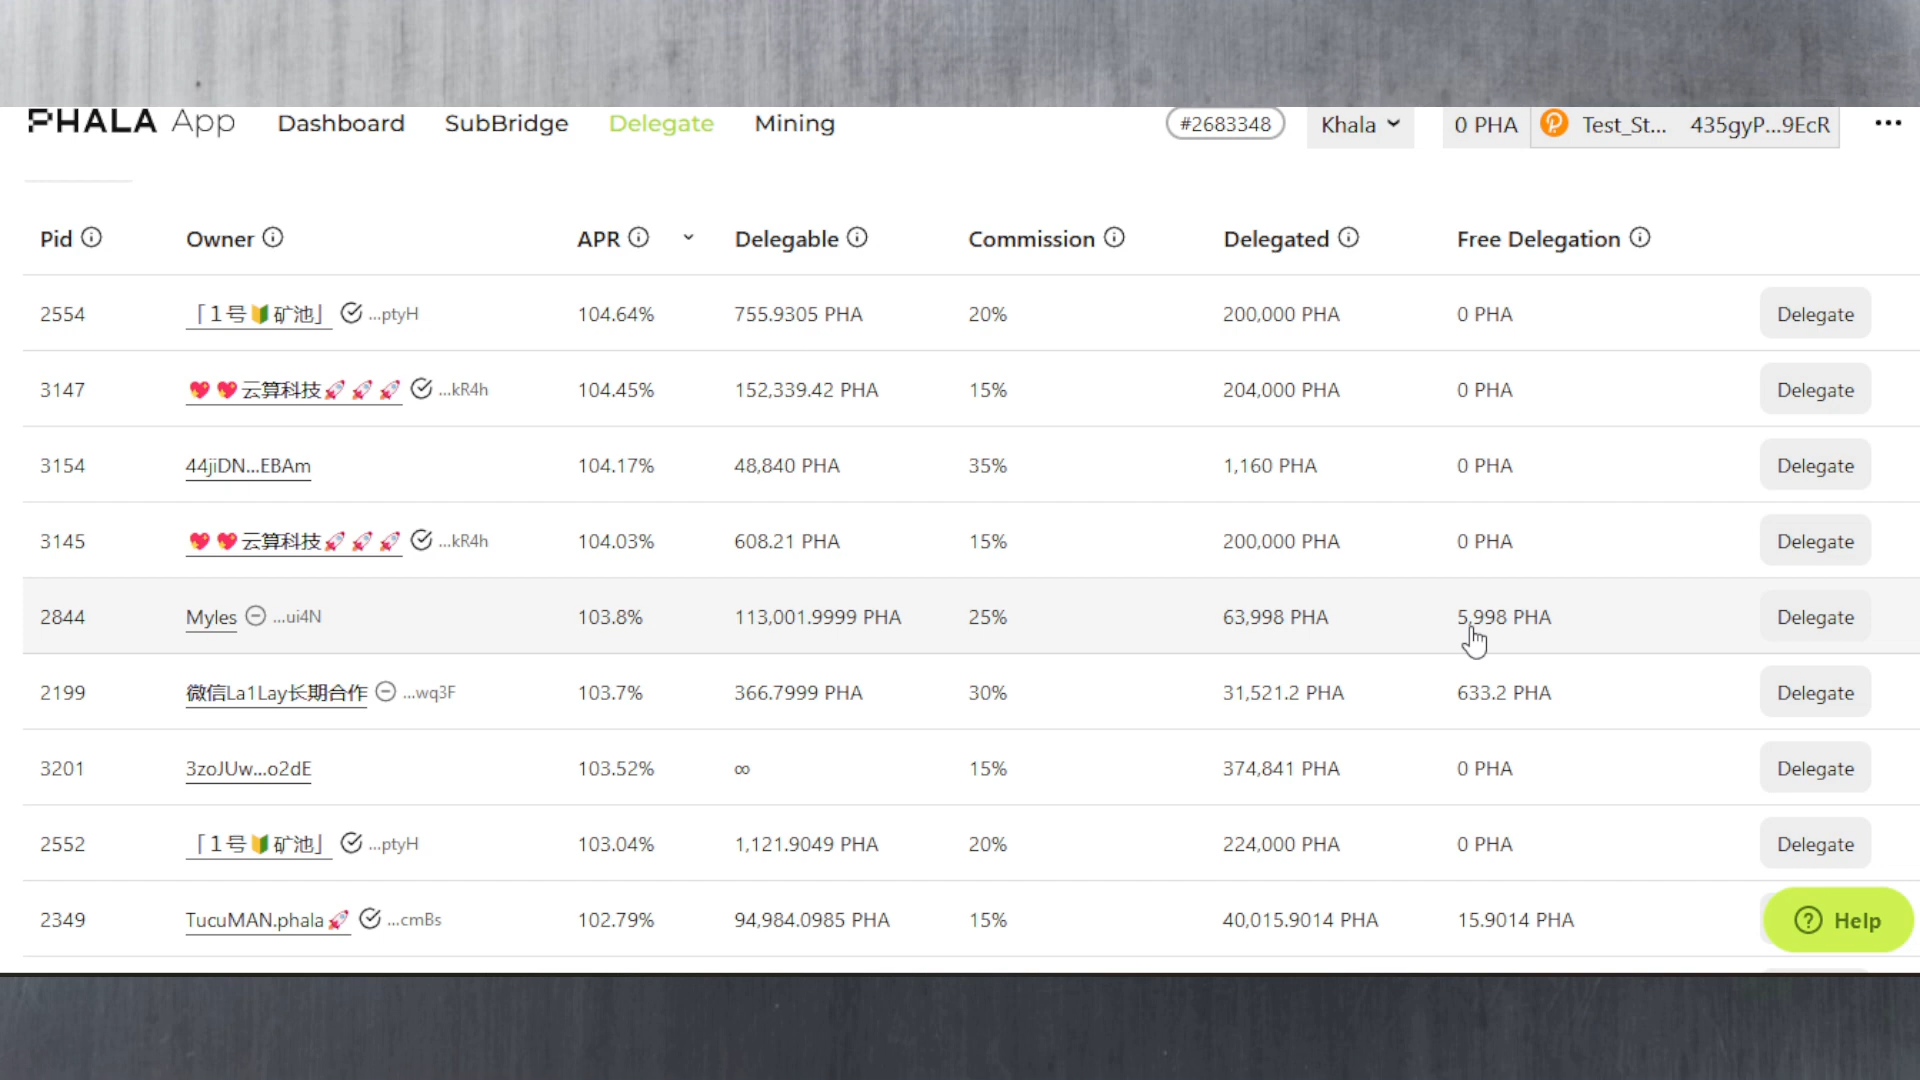 PHALA App Dashboard SubBridge Delegate Mining #2683348 Khala 0 PHA Test_St... 435gyP...9EcR
Pid Owner APR Delegable Commission Delegated Free Delegation
2554 「1号🔰矿池」 ...ptyH 104.64% 755.9305 PHA 20% 200,000 PHA 0 PHA Delegate
3147 💖💖云算科技🚀🚀🚀 ...kR4h 104.45% 152,339.42 PHA 15% 204,000 PHA 0 PHA Delegate
3154 44jiDN...EBAm 104.17% 48,840 PHA 35% 1,160 PHA 0 PHA Delegate
3145 💖💖云算科技🚀🚀🚀 ...kR4h 104.03% 608.21 PHA 15% 200,000 PHA 0 PHA Delegate
2844 Myles ...ui4N 103.8% 113,001.9999 PHA 25% 63,998 PHA 5,998 PHA Delegate
2199 微信La1Lay长期合作 ...wq3F 103.7% 366.7999 PHA 30% 31,521.2 PHA 633.2 PHA Delegate
3201 3zoJUw...o2dE 103.52% ∞ 15% 374,841 PHA 0 PHA Delegate
2552 「1号🔰矿池」 ...ptyH 103.04% 1,121.9049 PHA 20% 224,000 PHA 0 PHA Delegate
2349 TucuMAN.phala🚀 ...cmBs 102.79% 94,984.0985 PHA 15% 40,015.9014 PHA 15.9014 PHA
Help